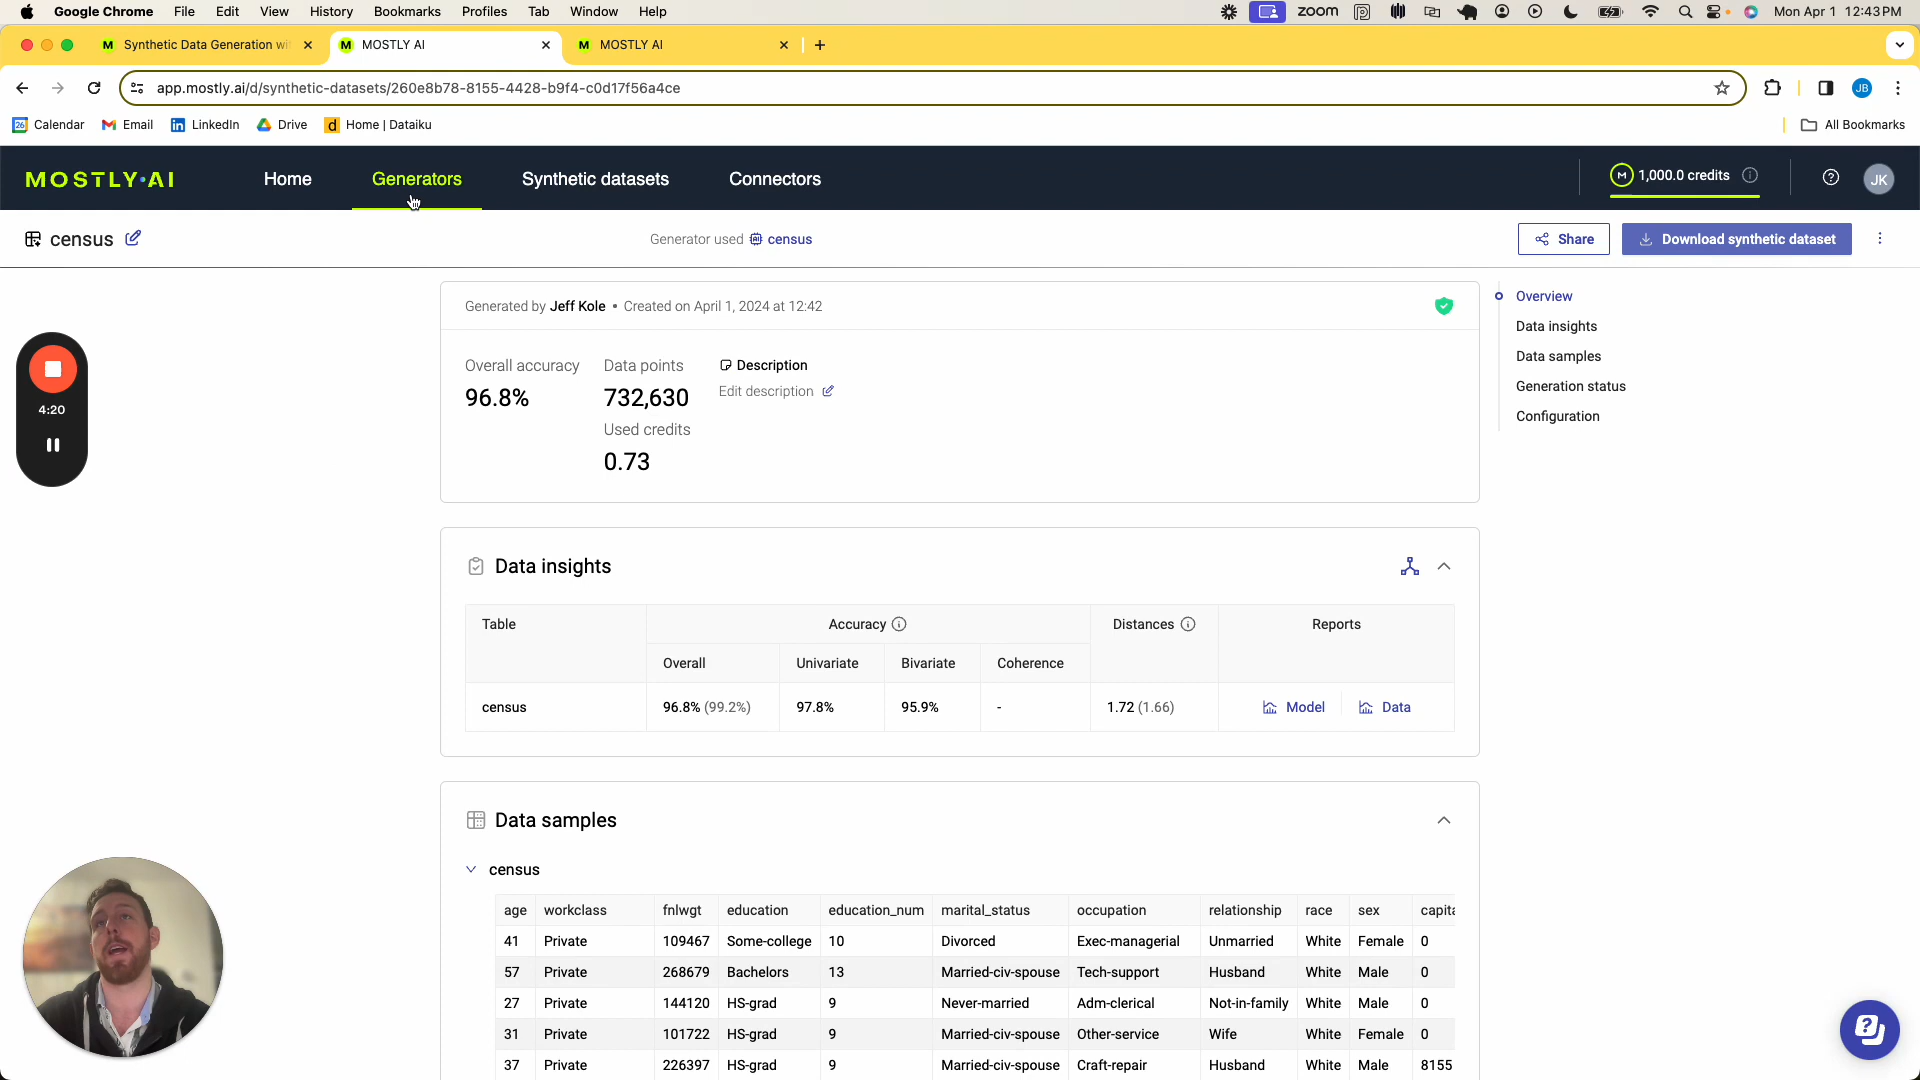 Google Chrome File Edit View History Bookmarks Profiles Tab Window Help zoom Mon Apr 1 12:43 PM
M Synthetic Data Generation wi M MOSTLY AI M MOSTLY AI
app.mostly.ai/d/synthetic-datasets/260e8b78-8155-4428-b9f4-c0d17f56a4ce JB
26 Calendar Email in LinkedIn Drive d Home | Dataiku All Bookmarks
MOSTLY·AI Home Generators Synthetic datasets Connectors M 1,000.0 credits JK
census Generator used census Share Download synthetic dataset
Generated by Jeff Kole • Created on April 1, 2024 at 12:42
Overall accuracy Data points Description
96.8% 732,630 Edit description
Used credits
0.73
Overview
Data insights
Data samples
Generation status
Configuration
4:20
Data insights
Table Accuracy Distances Reports
Overall Univariate Bivariate Coherence
census 96.8% (99.2%) 97.8% 95.9% - 1.72 (1.66) Model Data
Data samples
census
age workclass fnlwgt education education_num marital_status occupation relationship race sex capita
41 Private 109467 Some-college 10 Divorced Exec-managerial Unmarried White Female 0
57 Private 268679 Bachelors 13 Married-civ-spouse Tech-support Husband White Male 0
27 Private 144120 HS-grad 9 Never-married Adm-clerical Not-in-family White Male 0
31 Private 101722 HS-grad 9 Married-civ-spouse Other-service Wife White Female 0
37 Private 226397 HS-grad 9 Married-civ-spouse Craft-repair Husband White Male 8155